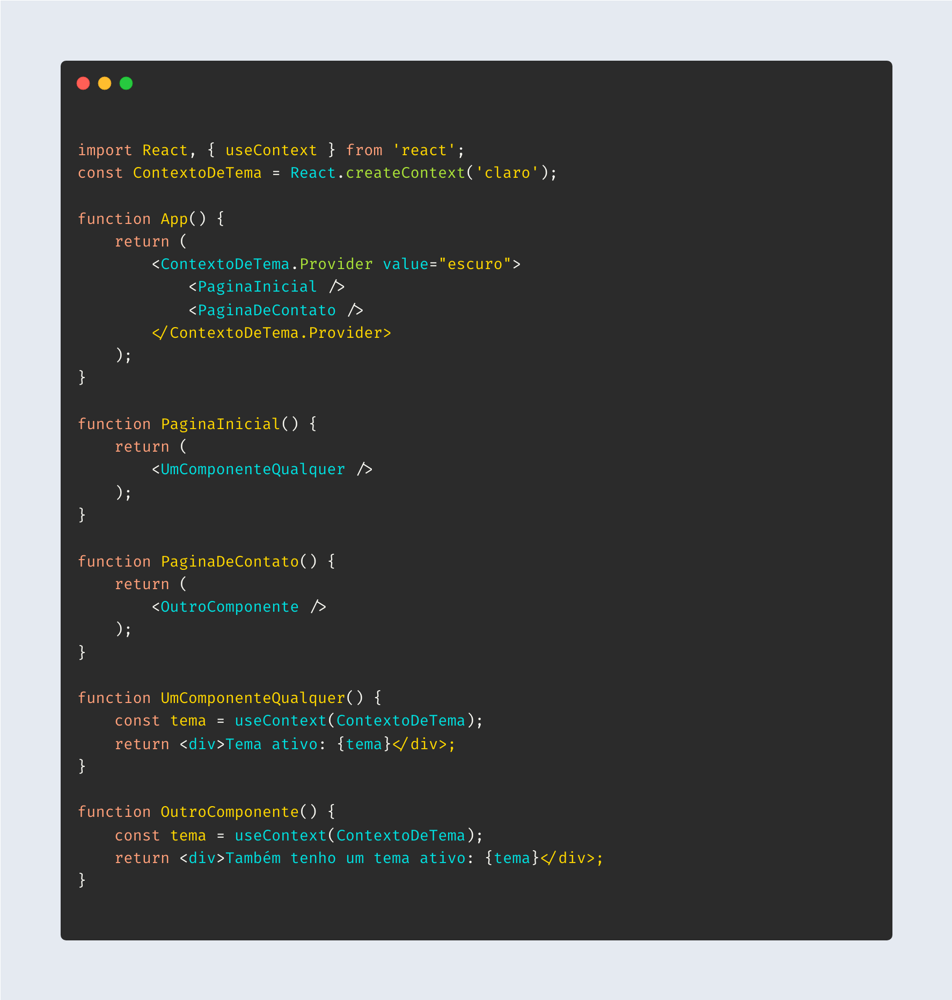 import React, { useContext } from 'react';
const ContextoDeTema = React.createContext('claro');

function App() {
    return (
        <ContextoDeTema.Provider value="escuro">
            <PaginaInicial />
            <PaginaDeContato />
        </ContextoDeTema.Provider>
    );
}

function PaginaInicial() {
    return (
        <UmComponenteQualquer />
    );
}

function PaginaDeContato() {
    return (
        <OutroComponente />
    );
}

function UmComponenteQualquer() {
    const tema = useContext(ContextoDeTema);
    return <div>Tema ativo: {tema}</div>;
}

function OutroComponente() {
    const tema = useContext(ContextoDeTema);
    return <div>Também tenho um tema ativo: {tema}</div>;
}